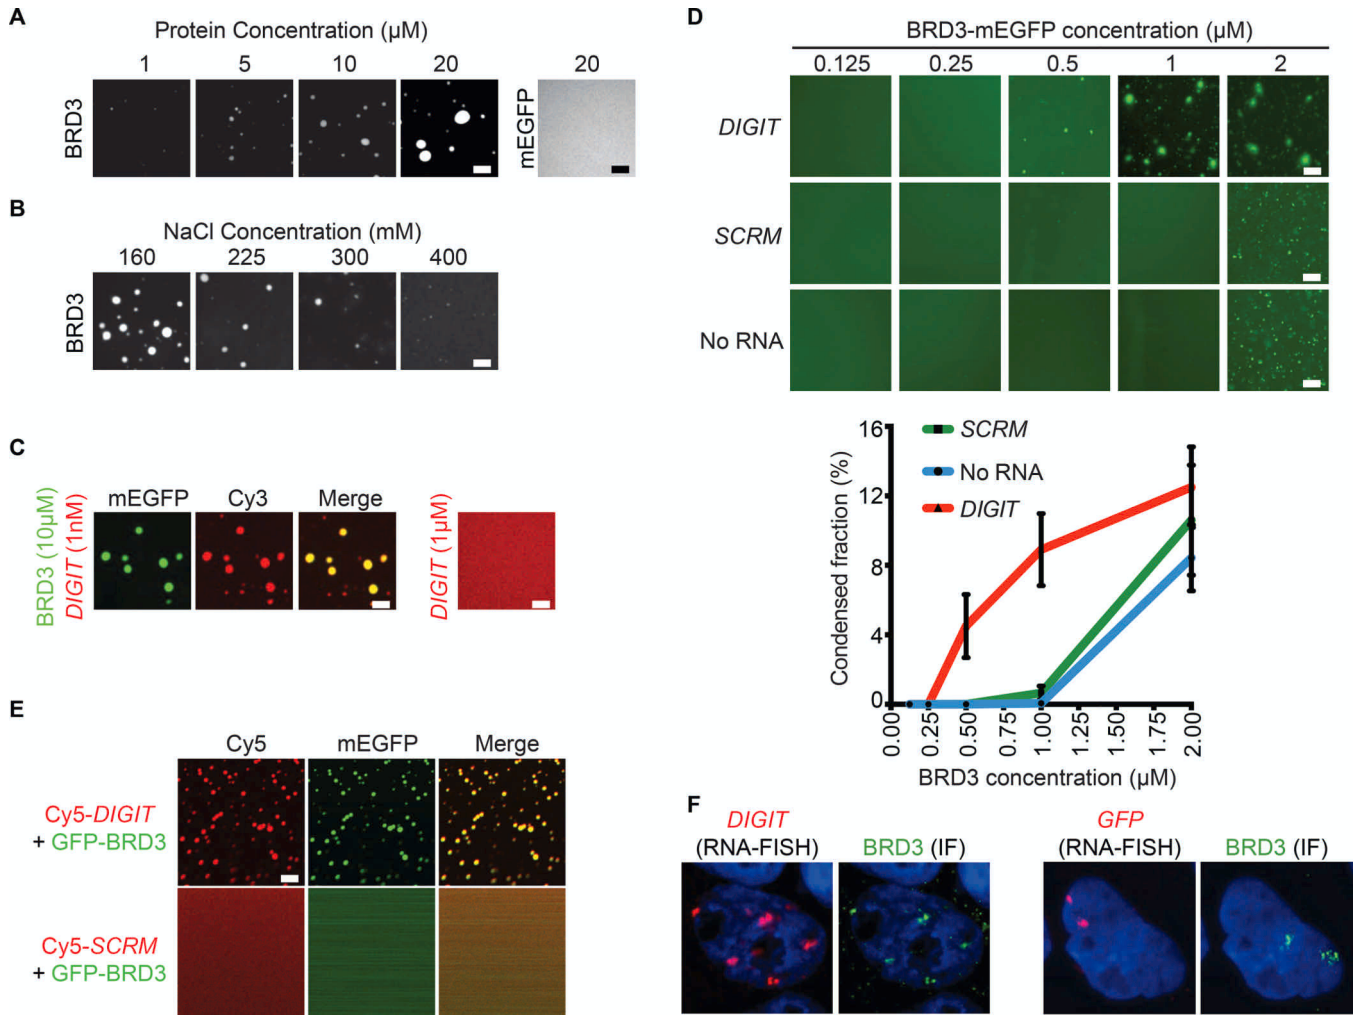 A
Protein Concentration (µM)
1 5 10 20 20
BRD3
mEGFP
B
NaCl Concentration (mM)
160 225 300 400
BRD3
C
BRD3 (10µM)
DIGIT (1nM)
mEGFP Cy3 Merge
DIGIT (1µM)
D
BRD3-mEGFP concentration (µM)
0.125 0.25 0.5 1 2
DIGIT
SCRM
No RNA
Condensed fraction (%)
16
12
8
4
0
SCRM
No RNA
DIGIT
0.00 0.25 0.50 0.75 1.00 1.25 1.50 1.75 2.00
BRD3 concentration (µM)
E
Cy5 mEGFP Merge
Cy5-DIGIT
+ GFP-BRD3
Cy5-SCRM
+ GFP-BRD3
F
DIGIT
(RNA-FISH) BRD3 (IF)
GFP
(RNA-FISH) BRD3 (IF)